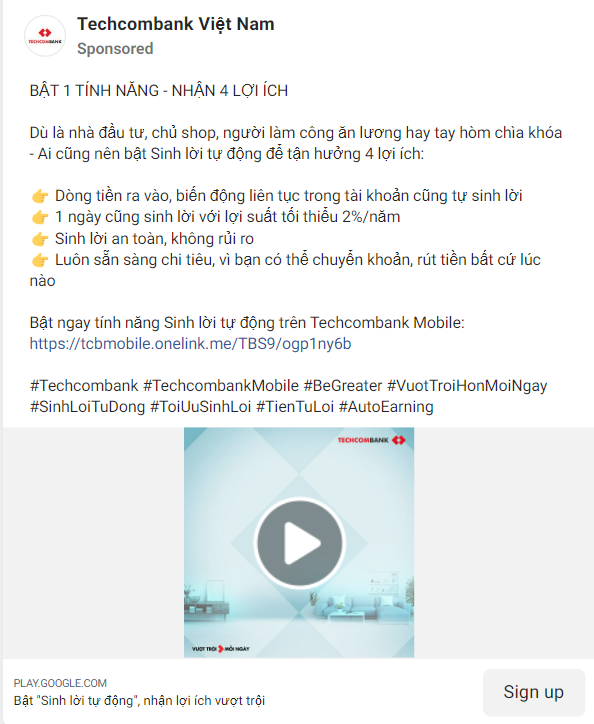 TECHCOMBANK
Techcombank Việt Nam
Sponsored
BẬT 1 TÍNH NĂNG - NHẬN 4 LỢI ÍCH
Dù là nhà đầu tư, chủ shop, người làm công ăn lương hay tay hòm chìa khóa
- Ai cũng nên bật Sinh lời tự động để tận hưởng 4 lợi ích:
👉 Dòng tiền ra vào, biến động liên tục trong tài khoản cũng tự sinh lời
👉 1 ngày cũng sinh lời với lợi suất tối thiểu 2%/năm
👉 Sinh lời an toàn, không rủi ro
👉 Luôn sẵn sàng chi tiêu, vì bạn có thể chuyển khoản, rút tiền bất cứ lúc
nào
Bật ngay tính năng Sinh lời tự động trên Techcombank Mobile:
https://tcbmobile.onelink.me/TBS9/ogp1ny6b
#Techcombank #TechcombankMobile #BeGreater #VuotTroiHonMoiNgay
#SinhLoiTuDong #ToiUuSinhLoi #TienTuLoi #AutoEarning
TECHCOMBANK
VƯỢT TRỘI MỖI NGÀY
PLAY.GOOGLE.COM
Bật "Sinh lời tự động", nhận lợi ích vượt trội
Sign up